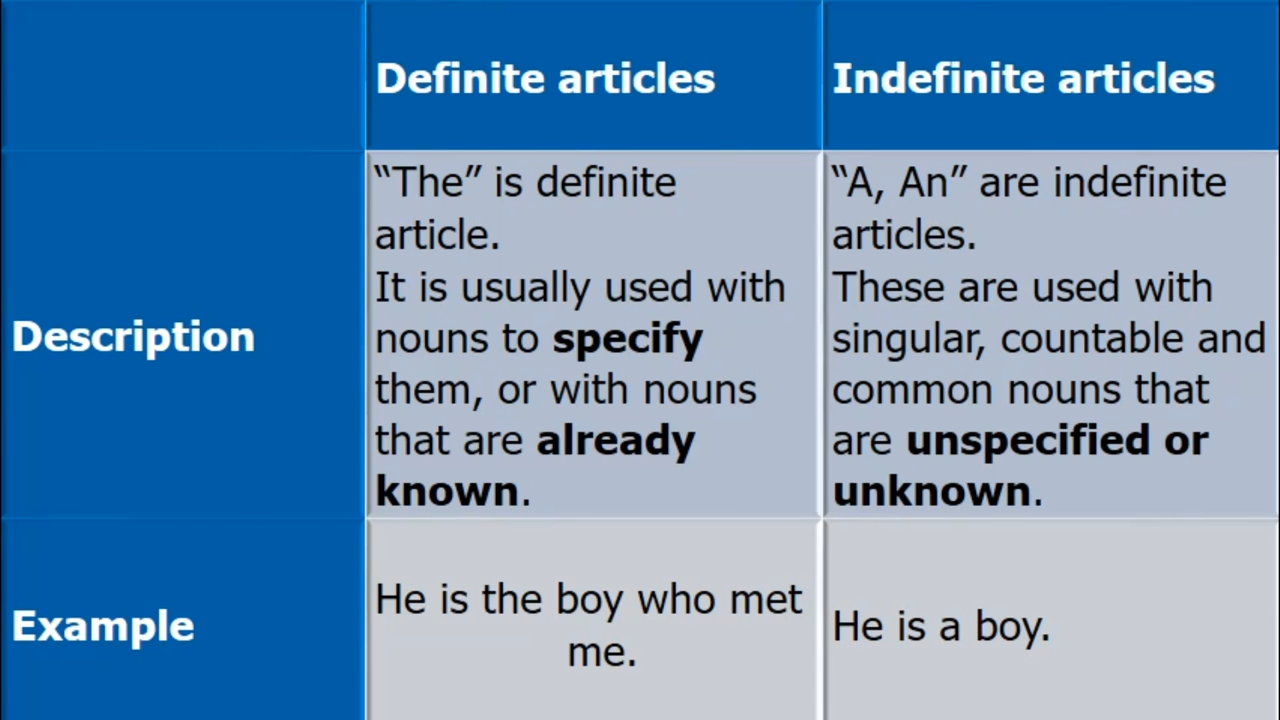 Definite articles
Indefinite articles
Description
“The” is definite
article.
It is usually used with
nouns to specify
them, or with nouns
that are already
known.
“A, An” are indefinite
articles.
These are used with
singular, countable and
common nouns that
are unspecified or
unknown.
Example
He is the boy who met
me.
He is a boy.